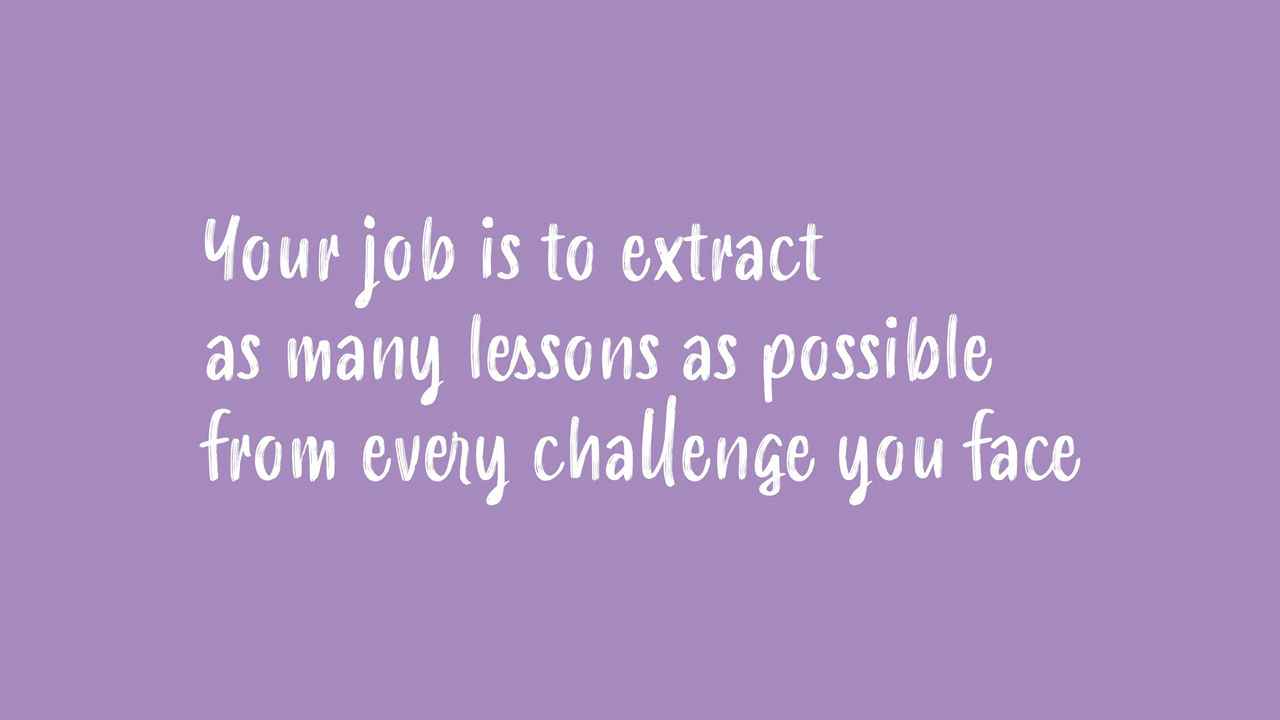 Your job is to extract
as many lessons as possible
from every challenge you face